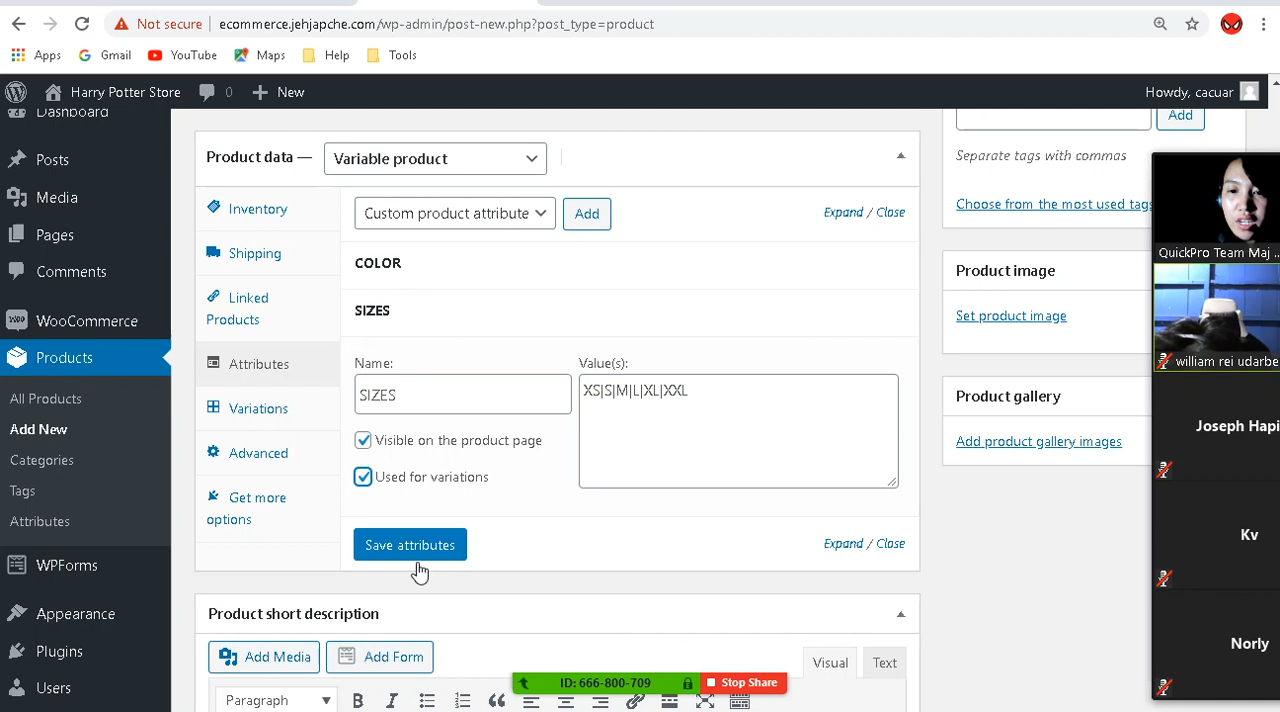 Not secure | ecommerce.jehjapche.com/wp-admin/post-new.php?post_type=product
Apps Gmail YouTube Maps Help Tools
Harry Potter Store 0 New Howdy, cacuar
Dashboard
Posts
Media
Pages
Comments
WooCommerce
Products
All Products
Add New
Categories
Tags
Attributes
WPForms
Appearance
Plugins
Users
Product data — Variable product
Inventory
Shipping
Linked
Products
Attributes
Variations
Advanced
Get more
options
Custom product attribute Add Expand / Close
COLOR
SIZES
Name: Value(s):
SIZES XS|S|M|L|XL|XXL
Visible on the product page
Used for variations
Save attributes Expand / Close
Product short description
Add Media Add Form Visual Text
Paragraph
ID: 666-800-709 Stop Share
Add
Separate tags with commas
Choose from the most used tags
Product image
Set product image
Product gallery
Add product gallery images
QuickPro Team Maj ..
william rei udarbe
Joseph Hapi
Kv
Norly